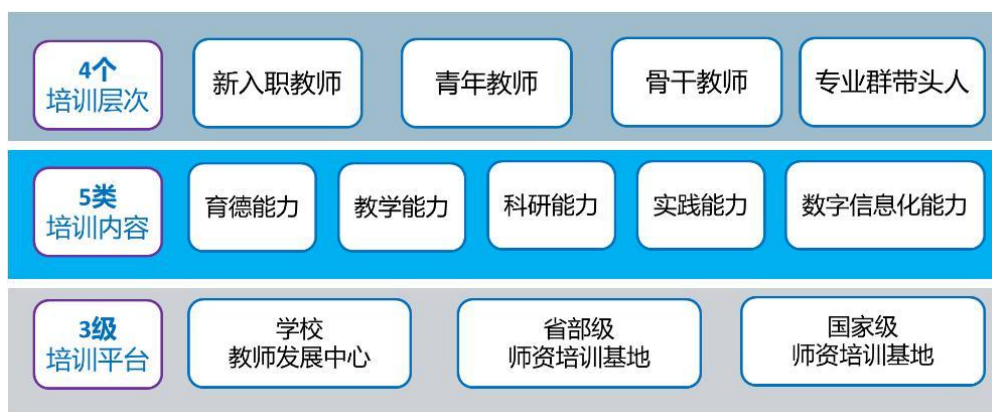 4个
培训层次
新入职教师
青年教师
骨干教师
专业群带头人
5类
培训内容
育德能力
教学能力
科研能力
实践能力
数字信息化能力
3级
培训平台
学校
教师发展中心
省部级
师资培训基地
国家级
师资培训基地